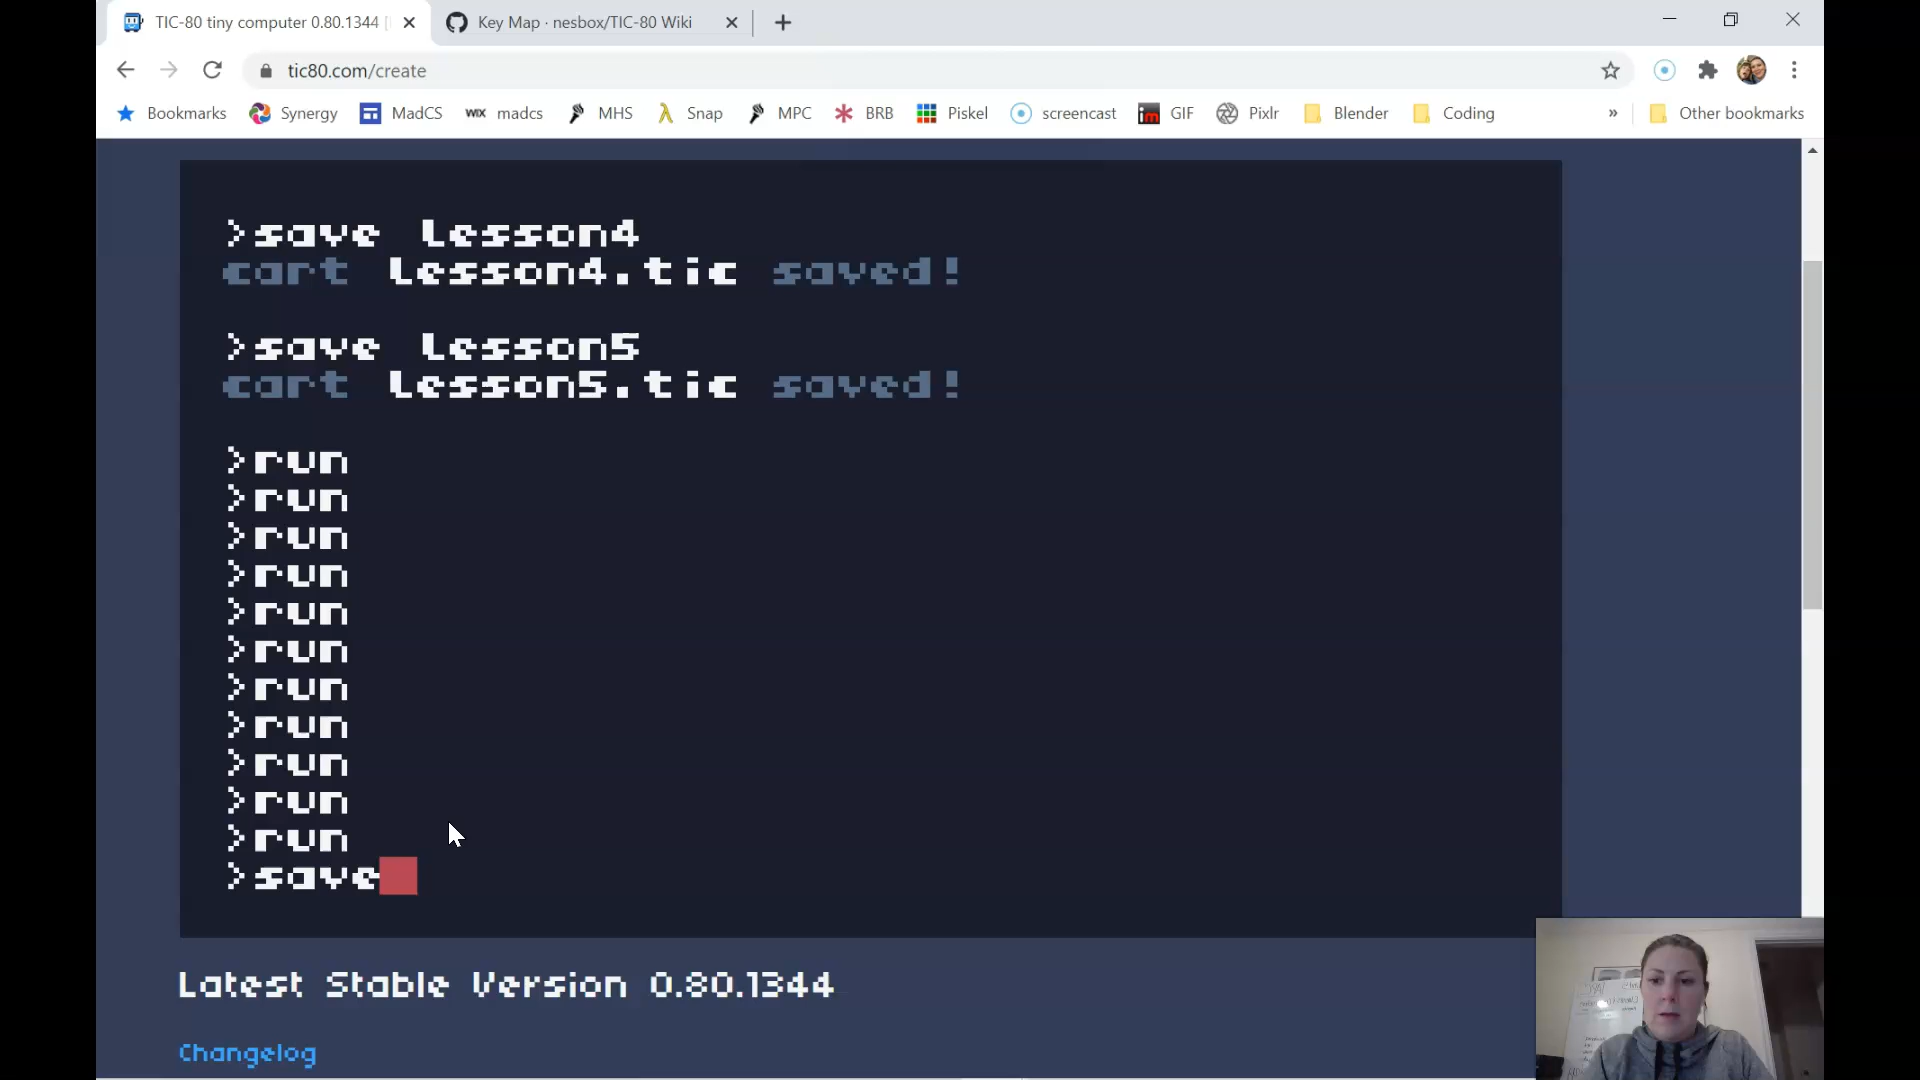 TIC-80 tiny computer 0.80.1344
Key Map · nesbox/TIC-80 Wiki
tic80.com/create
Bookmarks Synergy MadCS WIX madcs MHS Snap MPC BRB Piskel screencast im GIF Pixlr Blender Coding » Other bookmarks
>save lesson4
cart lesson4.tic saved!
>save lesson5
cart lesson5.tic saved!
>run
>run
>run
>run
>run
>run
>run
>run
>run
>run
>run
>save
Latest Stable Version 0.80.1344
Changelog